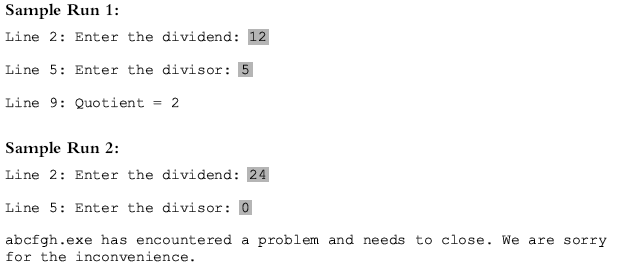 Sample Run 1:
Line 2: Enter the dividend: 12
Line 5: Enter the divisor: 5
Line 9: Quotient = 2
Sample Run 2:
Line 2: Enter the dividend: 24
Line 5: Enter the divisor: 0
abcfgh.exe has encountered a problem and needs to close. We are sorry
for the inconvenience.